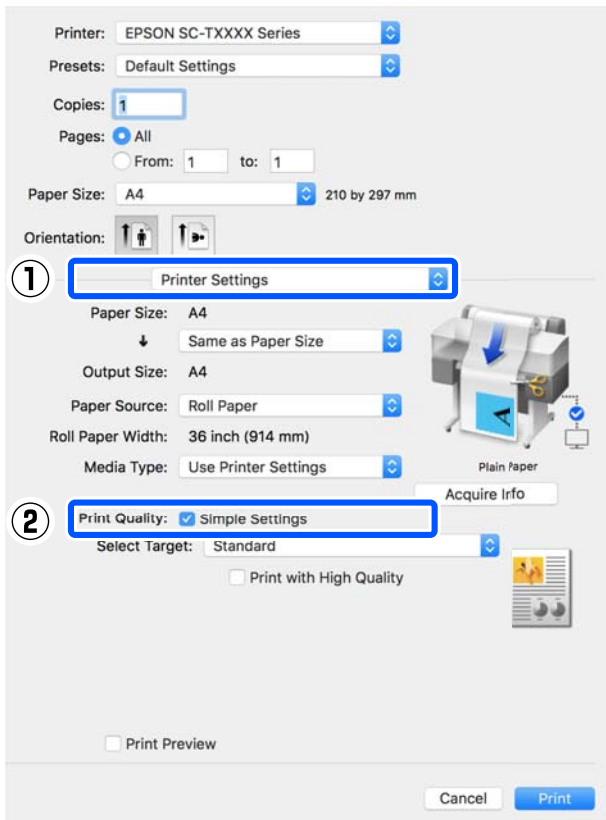 Printer: EPSON SC-TXXXX Series
Presets: Default Settings
Copies: 1
Pages: All
From: 1 to: 1
Paper Size: A4 210 by 297 mm
Orientation:
① Printer Settings
Paper Size: A4
Same as Paper Size
Output Size: A4
Paper Source: Roll Paper
Roll Paper Width: 36 inch (914 mm)
Media Type: Use Printer Settings Plain Paper
Acquire Info
② Print Quality: Simple Settings
Select Target: Standard
Print with High Quality
Print Preview
Cancel Print